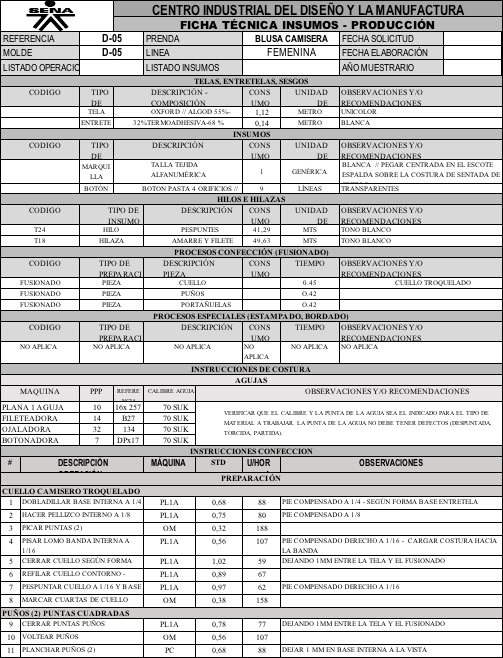 SENA
CENTRO INDUSTRIAL DEL DISEÑO Y LA MANUFACTURA
FICHA TÉCNICA INSUMOS - PRODUCCIÓN
REFERENCIA D-05 PRENDA BLUSA CAMISERA FECHA SOLICITUD
MOLDE D-05 LINEA FEMENINA FECHA ELABORACIÓN
LISTADO OPERACIO LISTADO INSUMOS AÑO MUESTRARIO
TELAS, ENTRETELAS, SESGOS
CODIGO TIPO DE DESCRIPCIÓN - COMPOSICIÓN CONS UMO UNIDAD DE OBSERVACIONES Y/O RECOMENDACIONES
TELA OXFORD // ALGOD 55%- 1,12 METRO UNICOLOR
ENTRETE 32%TERMOADHESIVA-68 % 0,14 METRO BLANCA
INSUMOS
CODIGO TIPO DE DESCRIPCIÓN CONS UMO UNIDAD DE OBSERVACIONES Y/O RECOMENDACIONES
MARQUI LLA TALLA TEJIDA ALFANUMÉRICA 1 GENÉRICA BLANCA // PEGAR CENTRADA EN EL ESCOTE ESPALDA SOBRE LA COSTURA DE SENTADA DE
BOTÓN BOTON PASTA 4 ORIFICIOS // 9 LÍNEAS TRANSPARENTES
HILOS E HILAZAS
CODIGO TIPO DE INSUMO DESCRIPCIÓN CONS UMO UNIDAD DE OBSERVACIONES Y/O RECOMENDACIONES
T24 HILO PESPUNTES 41,29 MTS TONO BLANCO
T18 HILAZA AMARRE Y FILETE 49,63 MTS TONO BLANCO
PROCESOS CONFECCIÓN (FUSIONADO)
CODIGO TIPO DE PREPARACI DESCRIPCIÓN PIEZA CONS UMO TIEMPO OBSERVACIONES Y/O RECOMENDACIONES
FUSIONADO PIEZA CUELLO 0.45 CUELLO TROQUELADO
FUSIONADO PIEZA PUÑOS O.42
FUSIONADO PIEZA PORTAÑUELAS O.42
PROCESOS ESPECIALES (ESTAMPADO, BORDADO)
CODIGO TIPO DE PREPARACI DESCRIPCIÓN CONS UMO TIEMPO OBSERVACIONES Y/O RECOMENDACIONES
NO APLICA NO APLICA NO APLICA NO APLICA NO APLICA NO APLICA
INSTRUCCIONES DE COSTURA
AGUJAS
MAQUINA PPP REFERE CALIBRE AGUJA OBSERVACIONES Y/O RECOMENDACIONES
PLANA 1 AGUJA 10 16x 257 70 SUK
FILETEADORA 14 B27 70 SUK
OJALADORA 32 134 70 SUK
BOTONADORA 7 DPx17 70 SUK
VERIFICAR QUE EL CALIBRE Y LA PUNTA DE LA AGUJA SEA EL INDICADO PARA EL TIPO DE
MATERIAL A TRABAJAR. LA PUNTA DE LA AGUJA NO DEBE TENER DEFECTOS (DESPUNTADA,
TORCIDA, PARTIDA).
INSTRUCCIONES CONFECCION
# DESCRIPCIÓN MÁQUINA STD U/HOR OBSERVACIONES
PREPARACIÓN
CUELLO CAMISERO TROQUELADO
1 DOBLADILLAR BASE INTERNA A 1/4 PL1A 0,68 88 PIE COMPENSADO A 1/4 - SEGÚN FORMA BASE ENTRETELA
2 HACER PELLIZCO INTERNO A 1/8 PL1A 0,75 80 PIE COMPENSADO A 1/8
3 PICAR PUNTAS (2) OM 0,32 188
4 PISAR LOMO BANDA INTERNA A 1/16 PL1A 0,56 107 PIE COMPENSADO DERECHO A 1/16 - CARGAR COSTURA HACIA LA BANDA
5 CERRAR CUELLO SEGÚN FORMA PL1A 1,02 59 DEJANDO 1MM ENTRE LA TELA Y EL FUSIONADO
6 REFILAR CUELLO CONTORNO - PL1A 0,89 67
7 PESPUNTAR CUELLO A 1/16 Y BASE PL1A 0,97 62 PIE COMPENSADO DERECHO A 1/16
8 MARCAR CUARTAS DE CUELLO OM 0,38 158
PUÑOS (2) PUNTAS CUADRADAS
9 CERRAR PUNTAS PUÑOS PL1A 0,78 77 DEJANDO 1MM ENTRE LA TELA Y EL FUSIONADO
10 VOLTEAR PUÑOS OM 0,56 107
11 PLANCHAR PUÑOS (2) PC 0,68 88 DEJAR 1 MM EN BASE INTERNA A LA VISTA